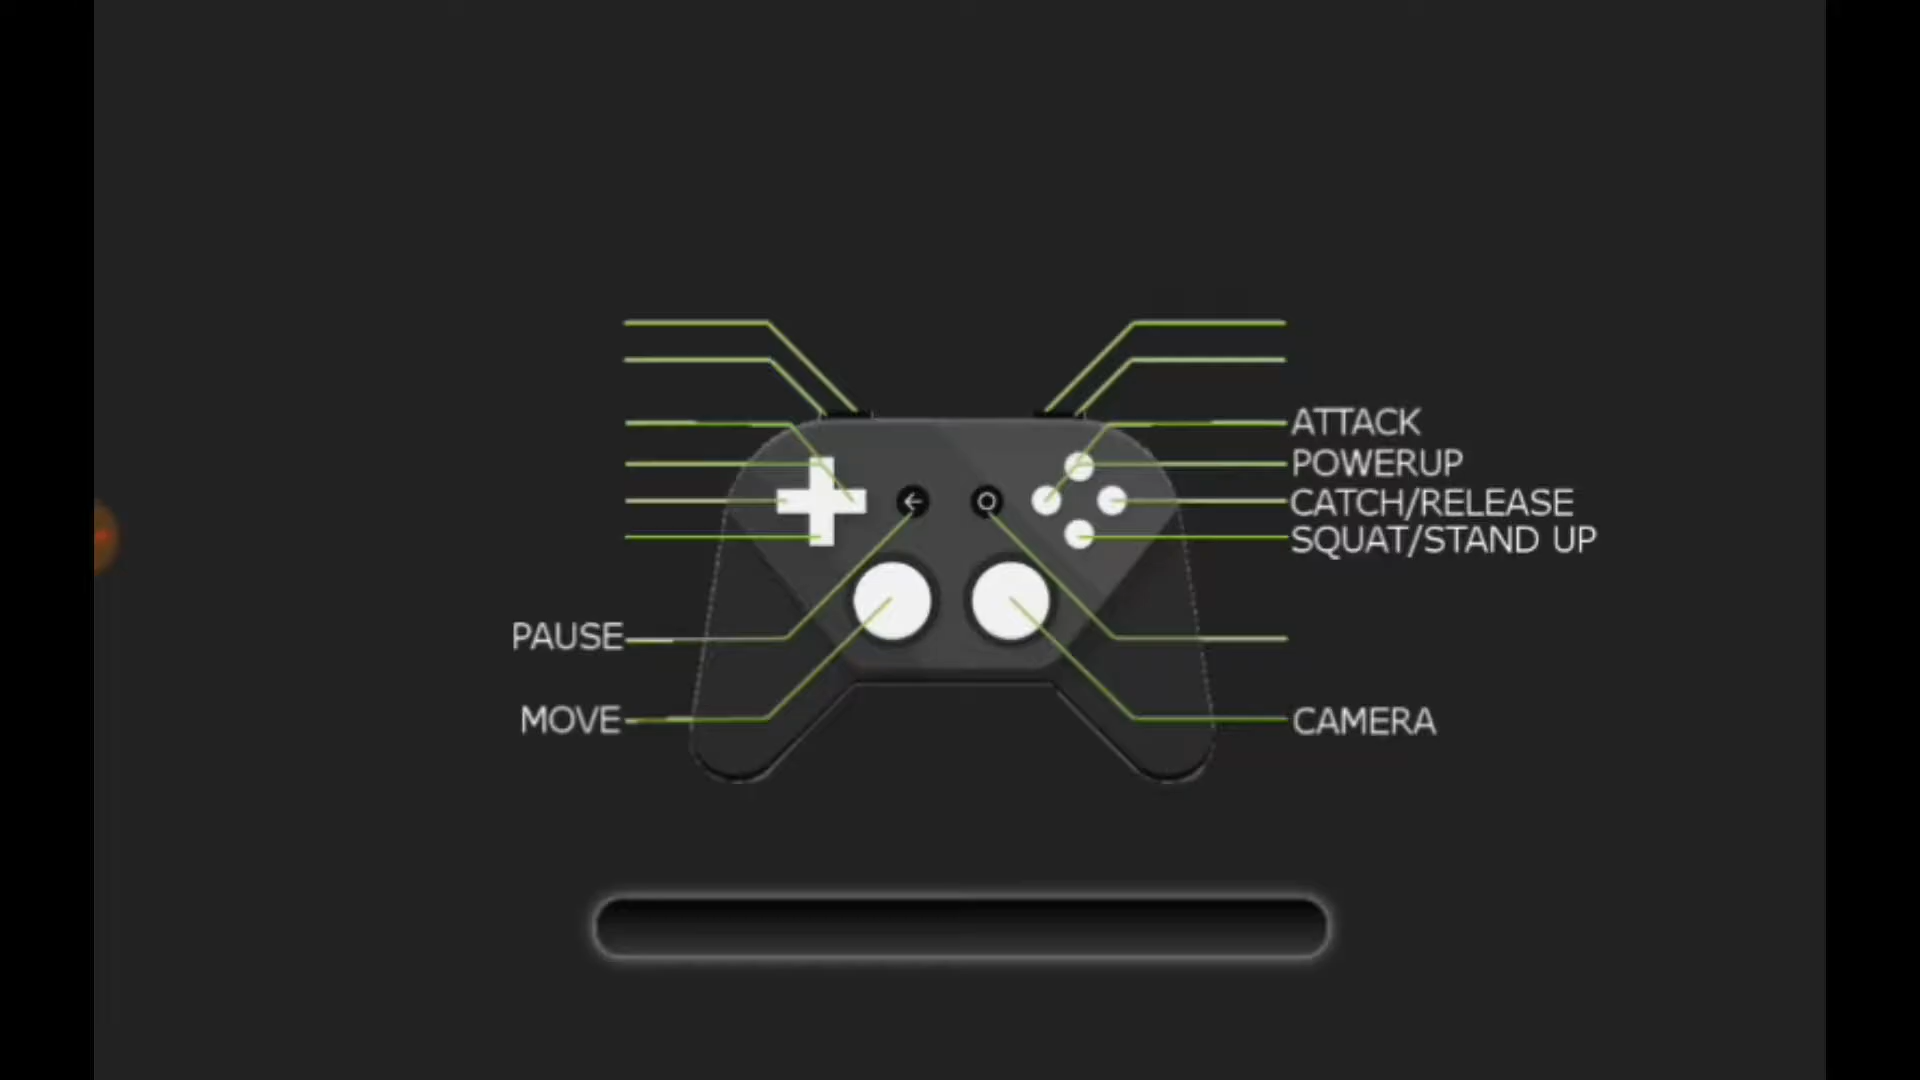 ATTACK
POWERUP
CATCH/RELEASE
SQUAT/STAND UP
PAUSE
MOVE
CAMERA